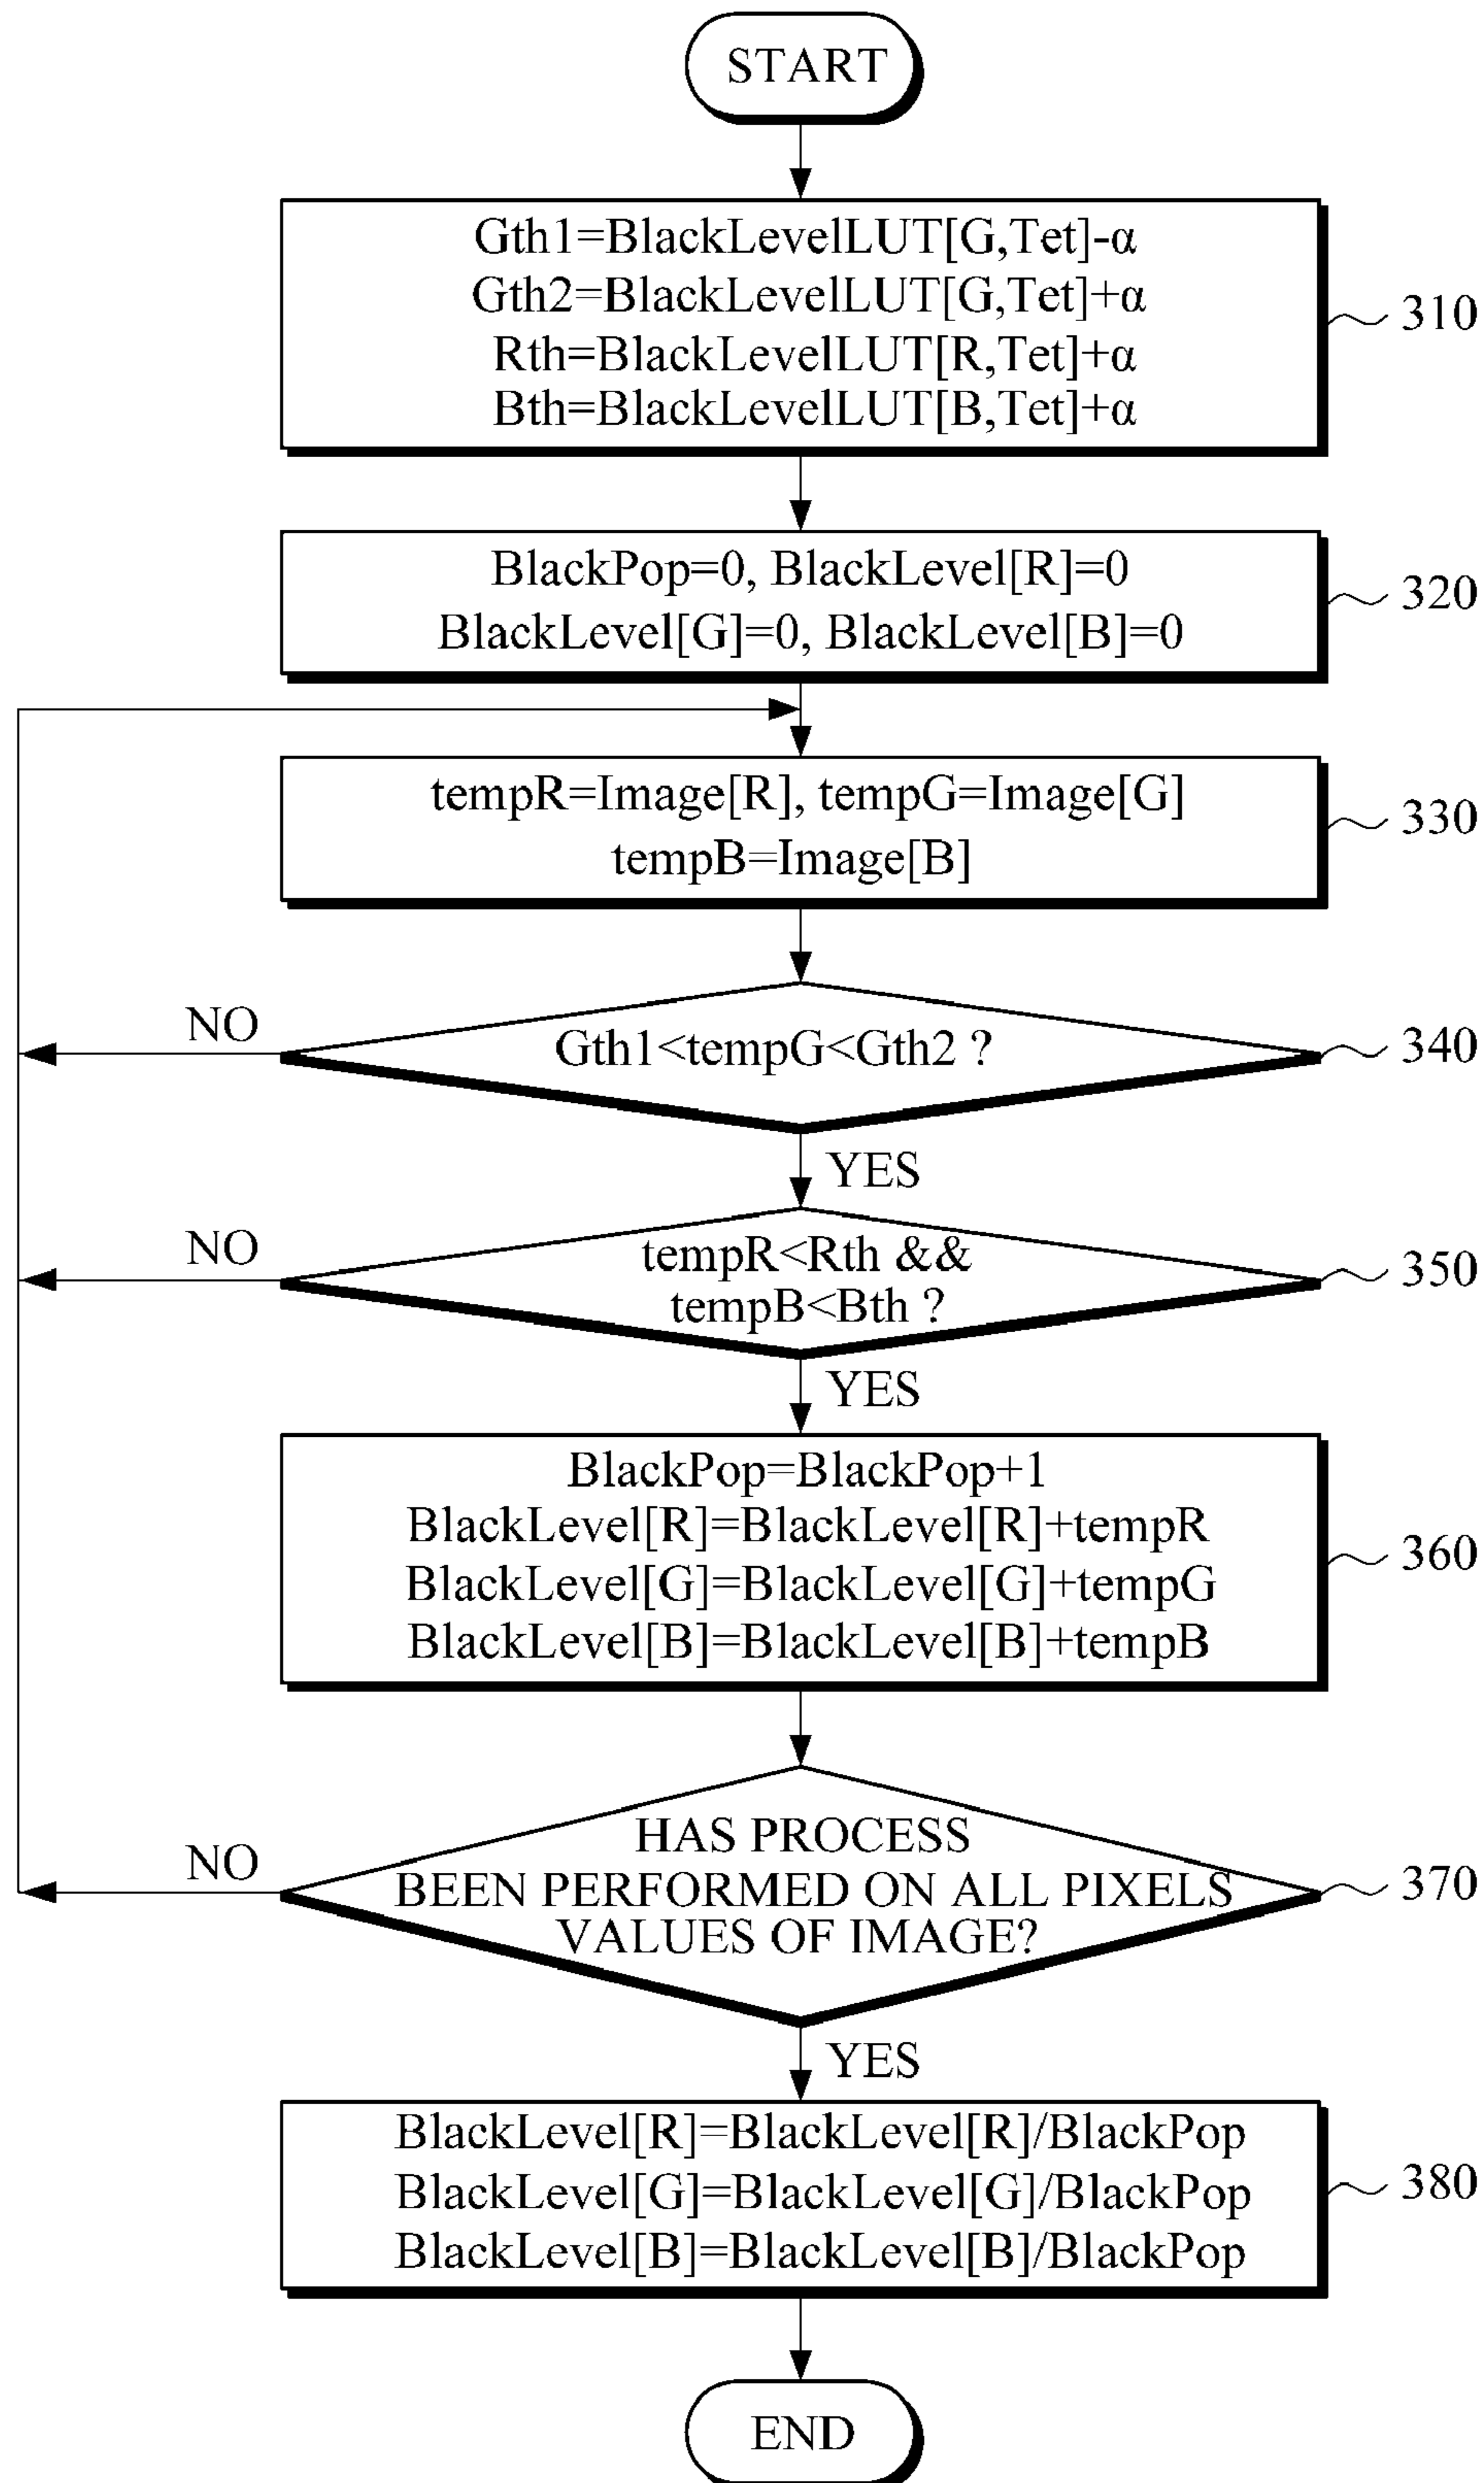 START
Gth1=BlackLevelLUT[G,Tet]-α
Gth2=BlackLevelLUT[G,Tet]+α
Rth=BlackLevelLUT[R,Tet]+α
Bth=BlackLevelLUT[B,Tet]+α
310
BlackPop=0, BlackLevel[R]=0
BlackLevel[G]=0, BlackLevel[B]=0
320
tempR=Image[R], tempG=Image[G]
tempB=Image[B]
330
NO
Gth1<tempG<Gth2 ?
340
YES
NO
tempR<Rth &&
tempB<Bth ?
350
YES
BlackPop=BlackPop+1
BlackLevel[R]=BlackLevel[R]+tempR
BlackLevel[G]=BlackLevel[G]+tempG
BlackLevel[B]=BlackLevel[B]+tempB
360
NO
HAS PROCESS
BEEN PERFORMED ON ALL PIXELS
VALUES OF IMAGE?
370
YES
BlackLevel[R]=BlackLevel[R]/BlackPop
BlackLevel[G]=BlackLevel[G]/BlackPop
BlackLevel[B]=BlackLevel[B]/BlackPop
380
END